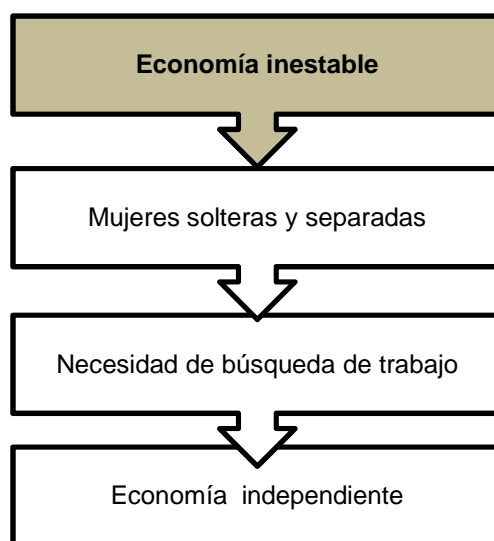 Economía inestable
Mujeres solteras y separadas
Necesidad de búsqueda de trabajo
Economía independiente